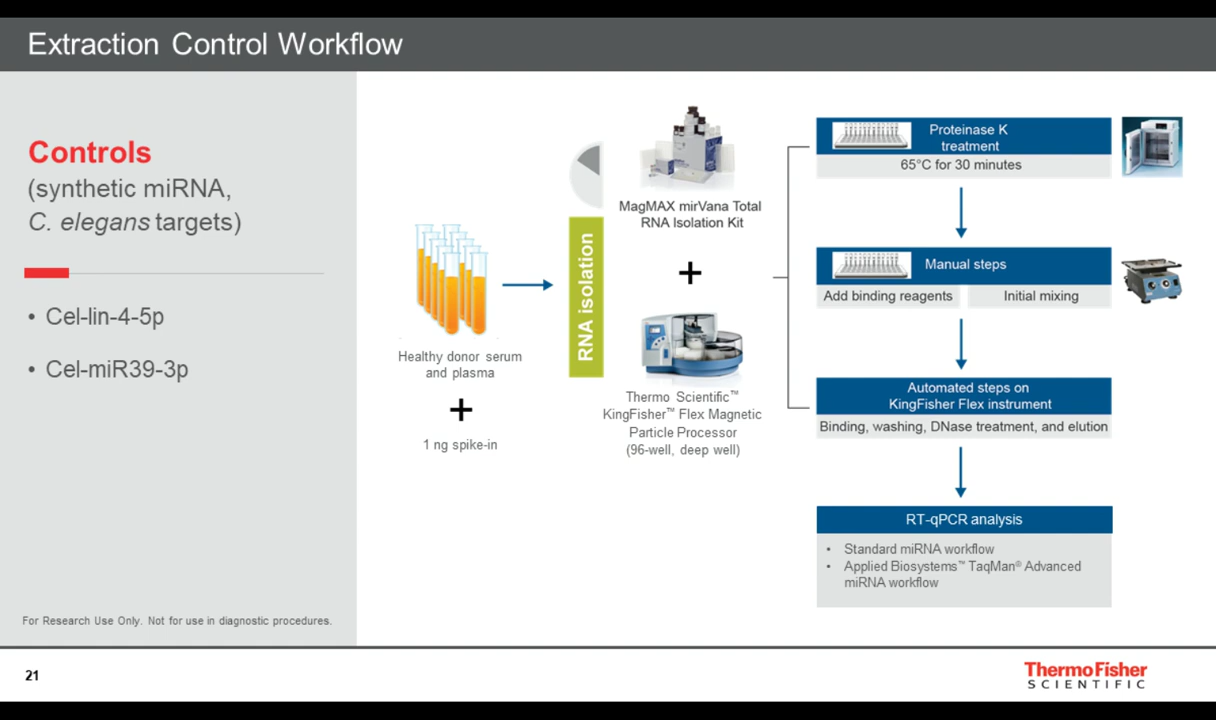 Extraction Control Workflow
Controls
(synthetic miRNA,
C. elegans targets)
• Cel-lin-4-5p
• Cel-miR39-3p
For Research Use Only. Not for use in diagnostic procedures.
Healthy donor serum
and plasma
+
1 ng spike-in
RNA isolation
MagMAX mirVana Total
RNA Isolation Kit
+
Thermo Scientific™
KingFisher™ Flex Magnetic
Particle Processor
(96-well, deep well)
Proteinase K
treatment
65°C for 30 minutes
Manual steps
Add binding reagents
Initial mixing
Automated steps on
KingFisher Flex instrument
Binding, washing, DNase treatment, and elution
RT-qPCR analysis
• Standard miRNA workflow
• Applied Biosystems™ TaqMan® Advanced
miRNA workflow
21
ThermoFisher
SCIENTIFIC